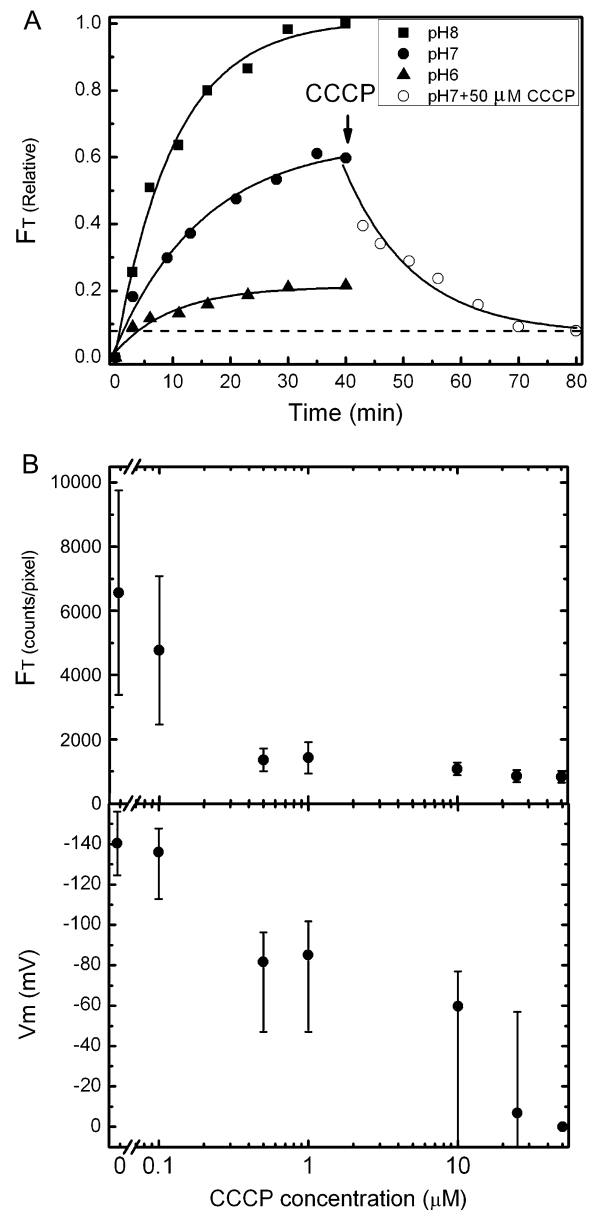 A
FT (Relative)
1.0
0.8
0.6
0.4
0.2
0.0
pH8
pH7
pH6
pH7+50 μM CCCP
CCCP
0 10 20 30 40 50 60 70 80
Time (min)
B
FT (counts/pixel)
10000
8000
6000
4000
2000
0
Vm (mV)
-140
-120
-100
-80
-60
-40
-20
0
0 0.1 1 10
CCCP concentration (μM)